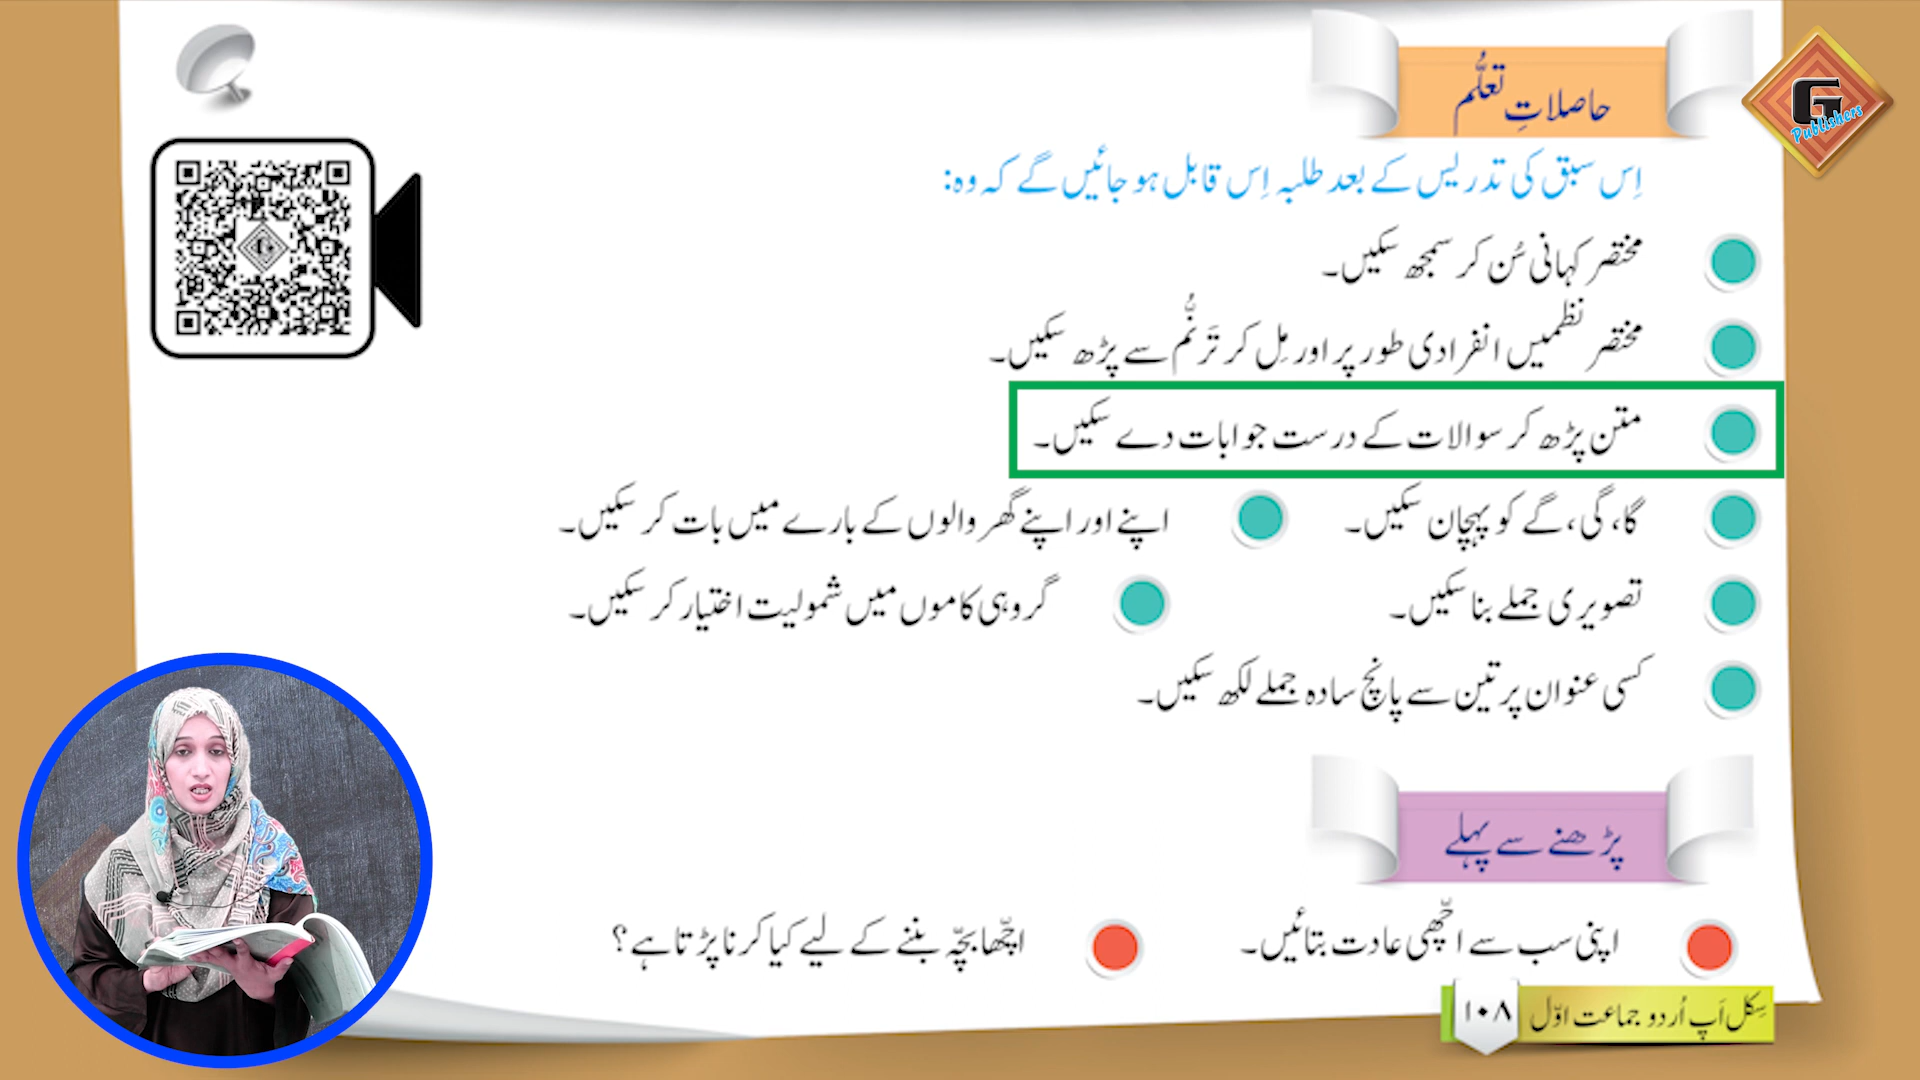 حاصلاتِ تعلُّم
G Publishers
اِس سبق کی تدریس کے بعد طلبہ اِس قابل ہو جائیں گے کہ وہ:
مختصر کہانی سُن کر سمجھ سکیں۔
مختصر نظمیں انفرادی طور پر اور مِل کر تَرَنُّم سے پڑھ سکیں۔
متن پڑھ کر سوالات کے درست جوابات دے سکیں۔
گا، گی، گے کو پہچان سکیں۔ اپنے اور اپنے گھر والوں کے بارے میں بات کر سکیں۔
تصویری جملے بنا سکیں۔ گروہی کاموں میں شمولیت اختیار کر سکیں۔
کسی عنوان پر تین سے پانچ سادہ جملے لکھ سکیں۔
پڑھنے سے پہلے
اپنی سب سے اچّھی عادت بتائیں۔ اچّھا بچّہ بننے کے لیے کیا کرنا پڑتا ہے؟
سِکل اَپ اُردو جماعت اوّل ۱۰۸